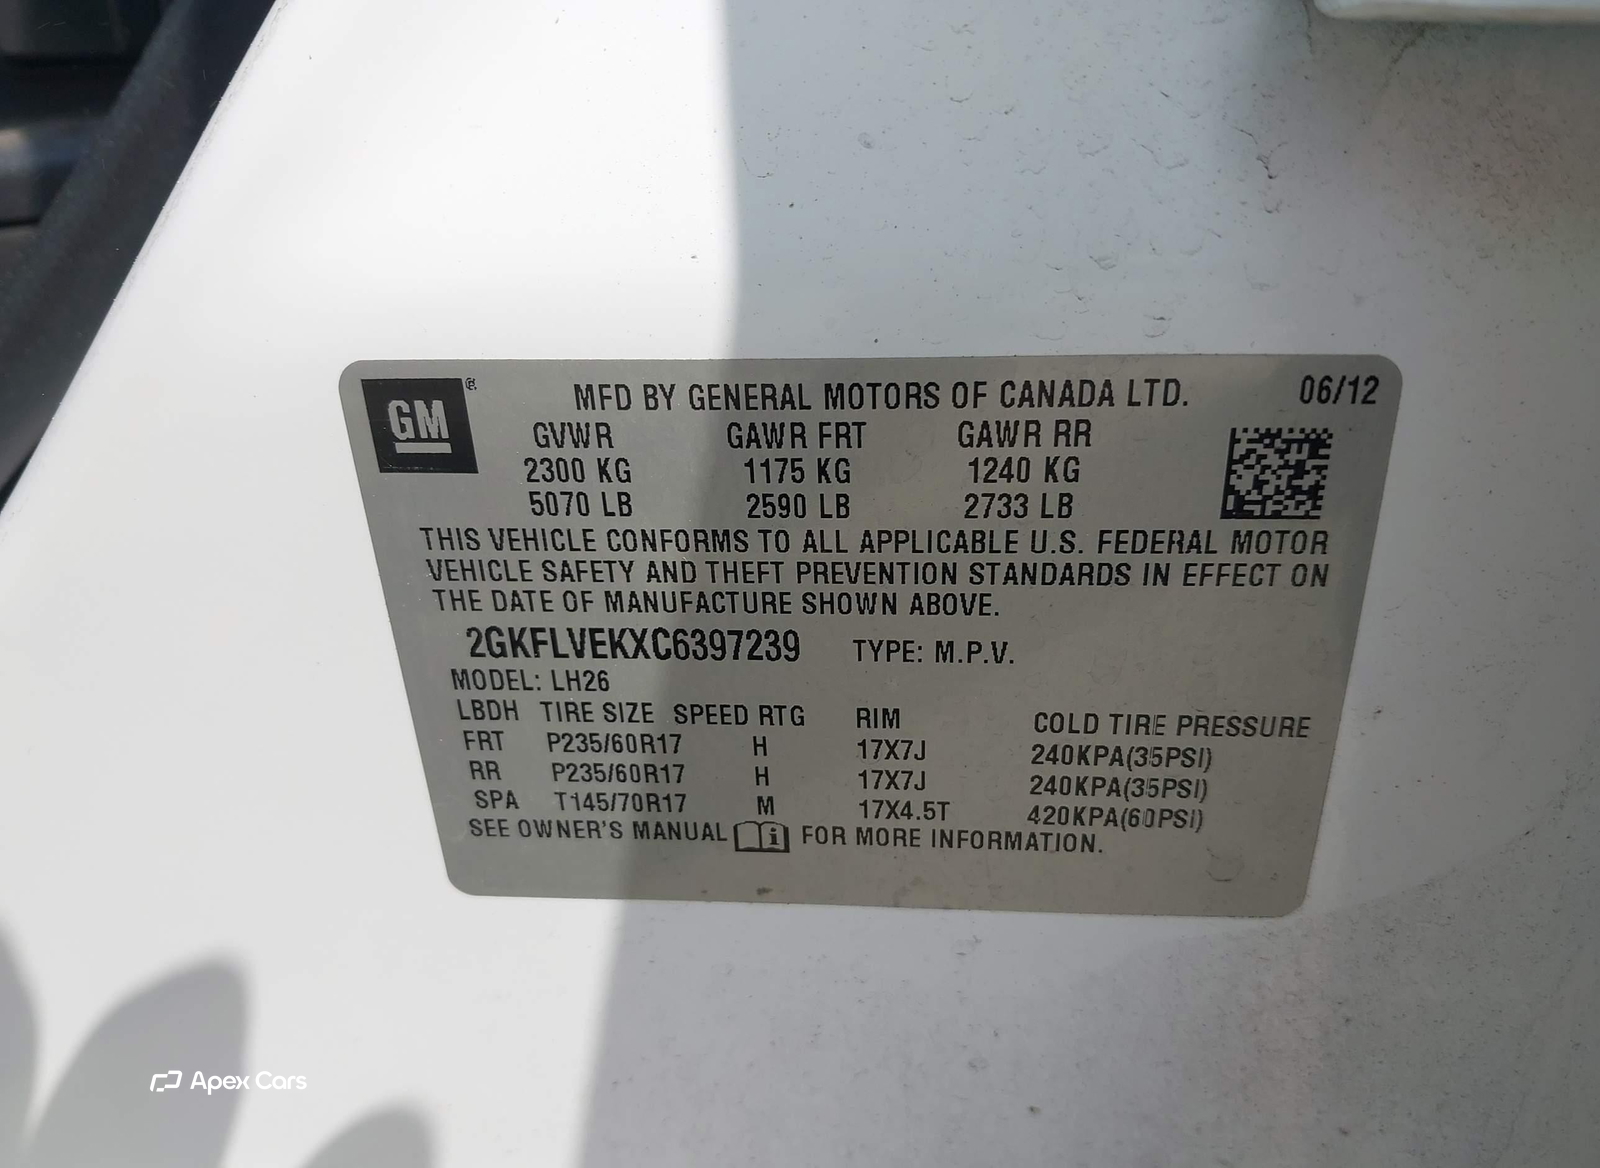 GM ®
MFD BY GENERAL MOTORS OF CANADA LTD. 06/12
GVWR GAWR FRT GAWR RR
2300 KG 1175 KG 1240 KG
5070 LB 2590 LB 2733 LB
THIS VEHICLE CONFORMS TO ALL APPLICABLE U.S. FEDERAL MOTOR
VEHICLE SAFETY AND THEFT PREVENTION STANDARDS IN EFFECT ON
THE DATE OF MANUFACTURE SHOWN ABOVE.
2GKFLVEKXC6397239 TYPE: M.P.V.
MODEL: LH26
LBDH TIRE SIZE SPEED RTG RIM COLD TIRE PRESSURE
FRT P235/60R17 H 17X7J 240KPA(35PSI)
RR P235/60R17 H 17X7J 240KPA(35PSI)
SPA T145/70R17 M 17X4.5T 420KPA(60PSI)
SEE OWNER'S MANUAL i FOR MORE INFORMATION.
Apex Cars